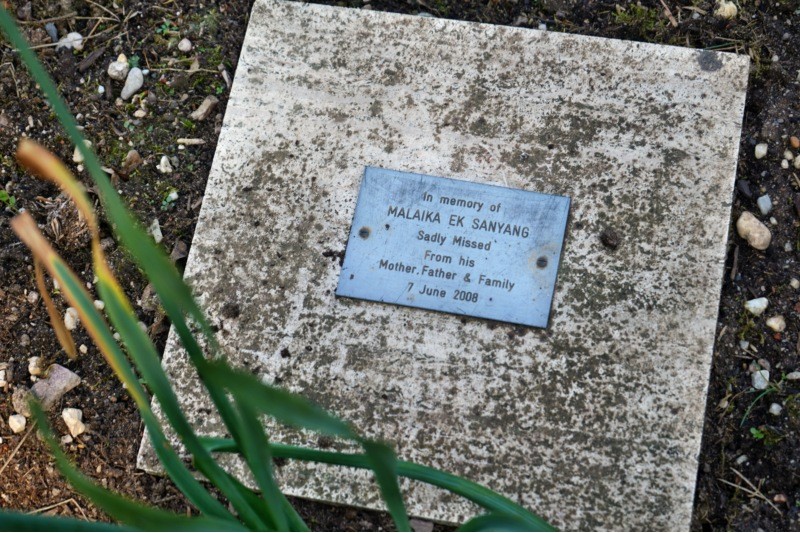 In memory of
MALAIKA EK SANYANG
Sadly Missed
From his
Mother, Father & Family
7 June 2008